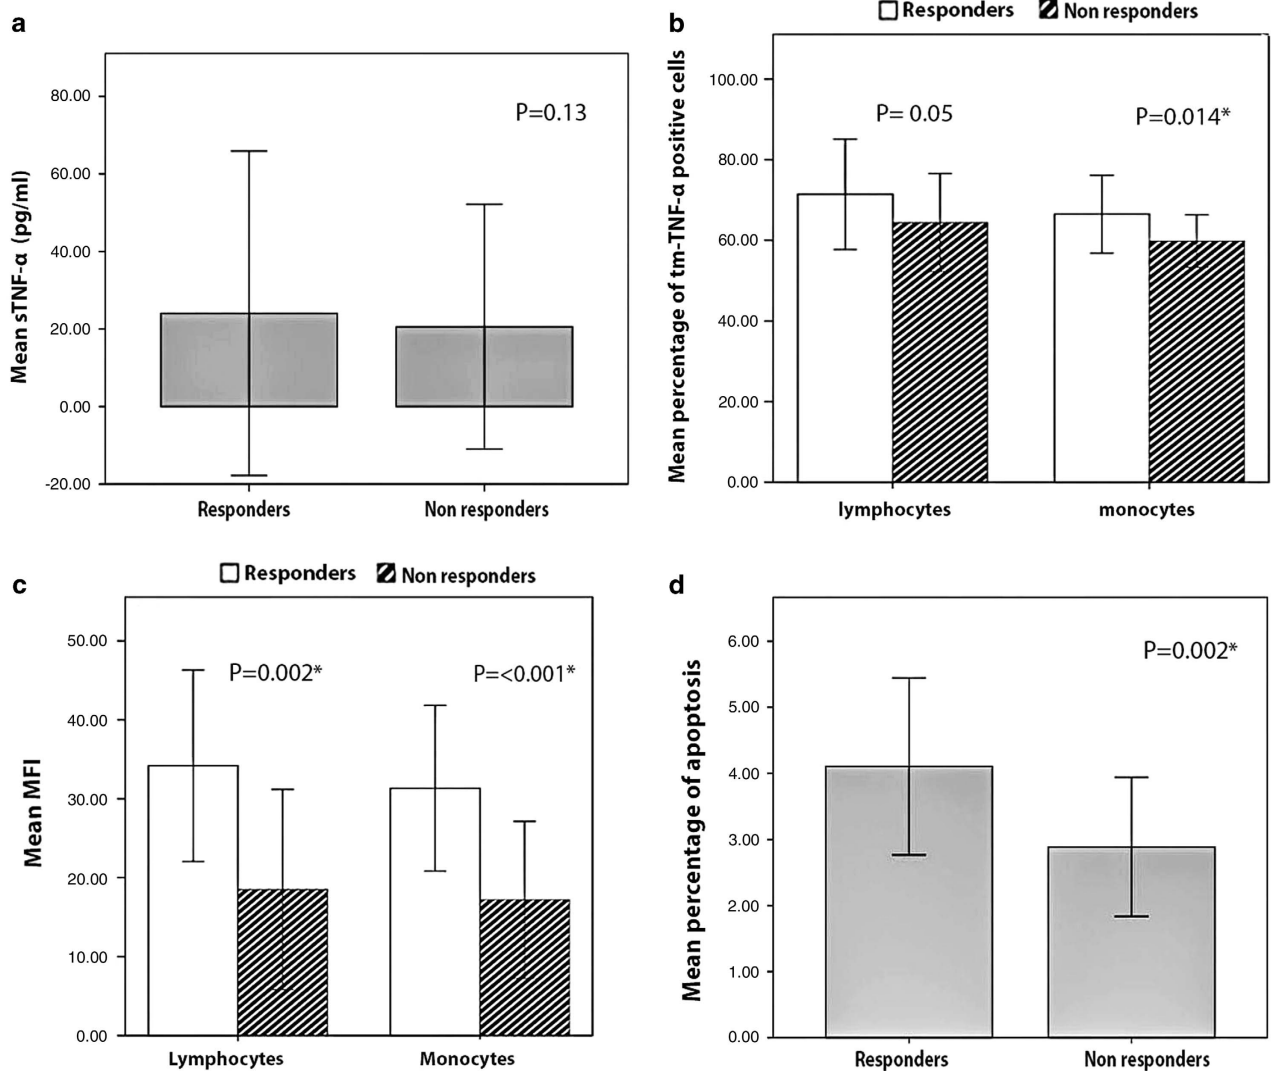 a
Mean sTNF-α (pg/ml)
80.00
60.00
40.00
20.00
0.00
-20.00
P=0.13
Responders
Non responders
b
Responders
Non responders
Mean percentage of tm-TNF-α positive cells
100.00
80.00
60.00
40.00
20.00
0.00
P= 0.05
P=0.014*
lymphocytes
monocytes
c
Responders
Non responders
Mean MFI
50.00
40.00
30.00
20.00
10.00
0.00
P=0.002*
P=<0.001*
Lymphocytes
Monocytes
d
Mean percentage of apoptosis
6.00
5.00
4.00
3.00
2.00
1.00
0.00
P=0.002*
Responders
Non responders